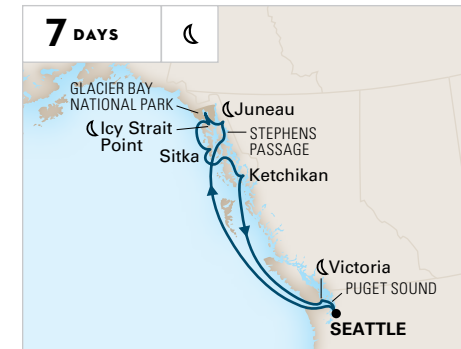 7 DAYS
GLACIER BAY
NATIONAL PARK
Juneau
Icy Strait
Point
STEPHENS
PASSAGE
Sitka
Ketchikan
Victoria
PUGET SOUND
SEATTLE